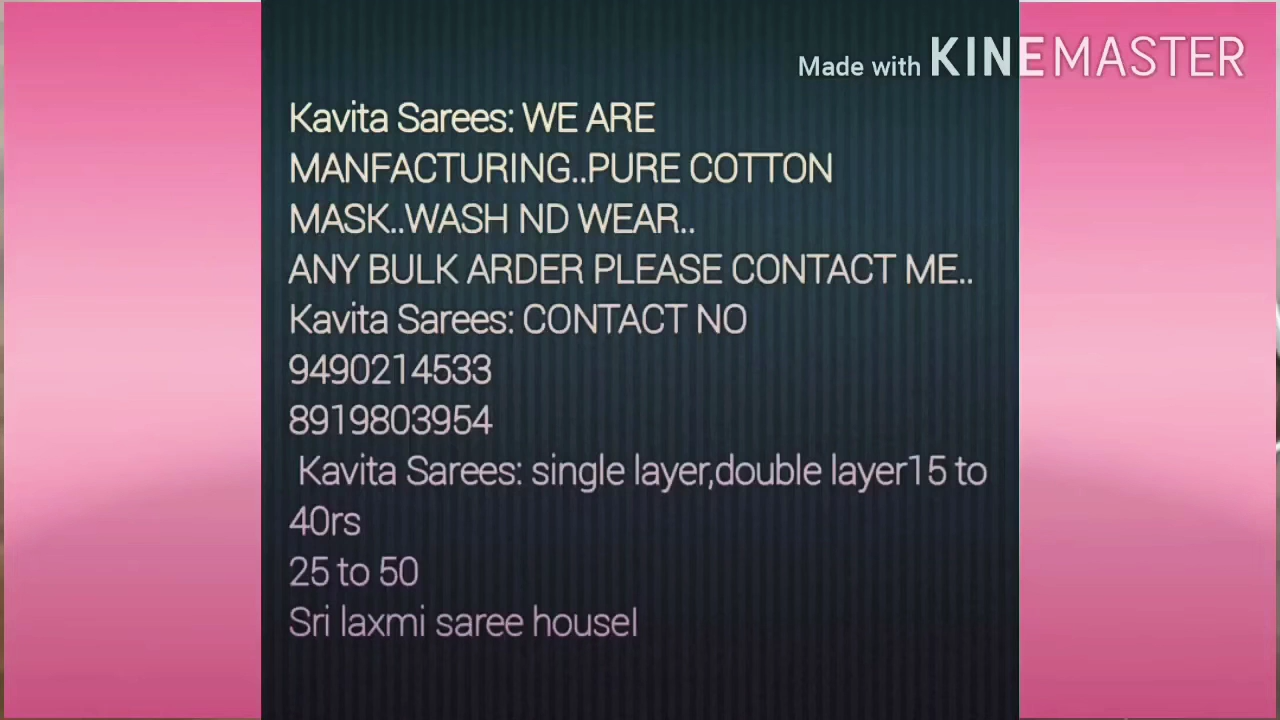 Made with KINEMASTER
Kavita Sarees: WE ARE
MANFACTURING..PURE COTTON
MASK..WASH ND WEAR..
ANY BULK ARDER PLEASE CONTACT ME..
Kavita Sarees: CONTACT NO
9490214533
8919803954
Kavita Sarees: single layer,double layer15 to
40rs
25 to 50
Sri laxmi saree housel